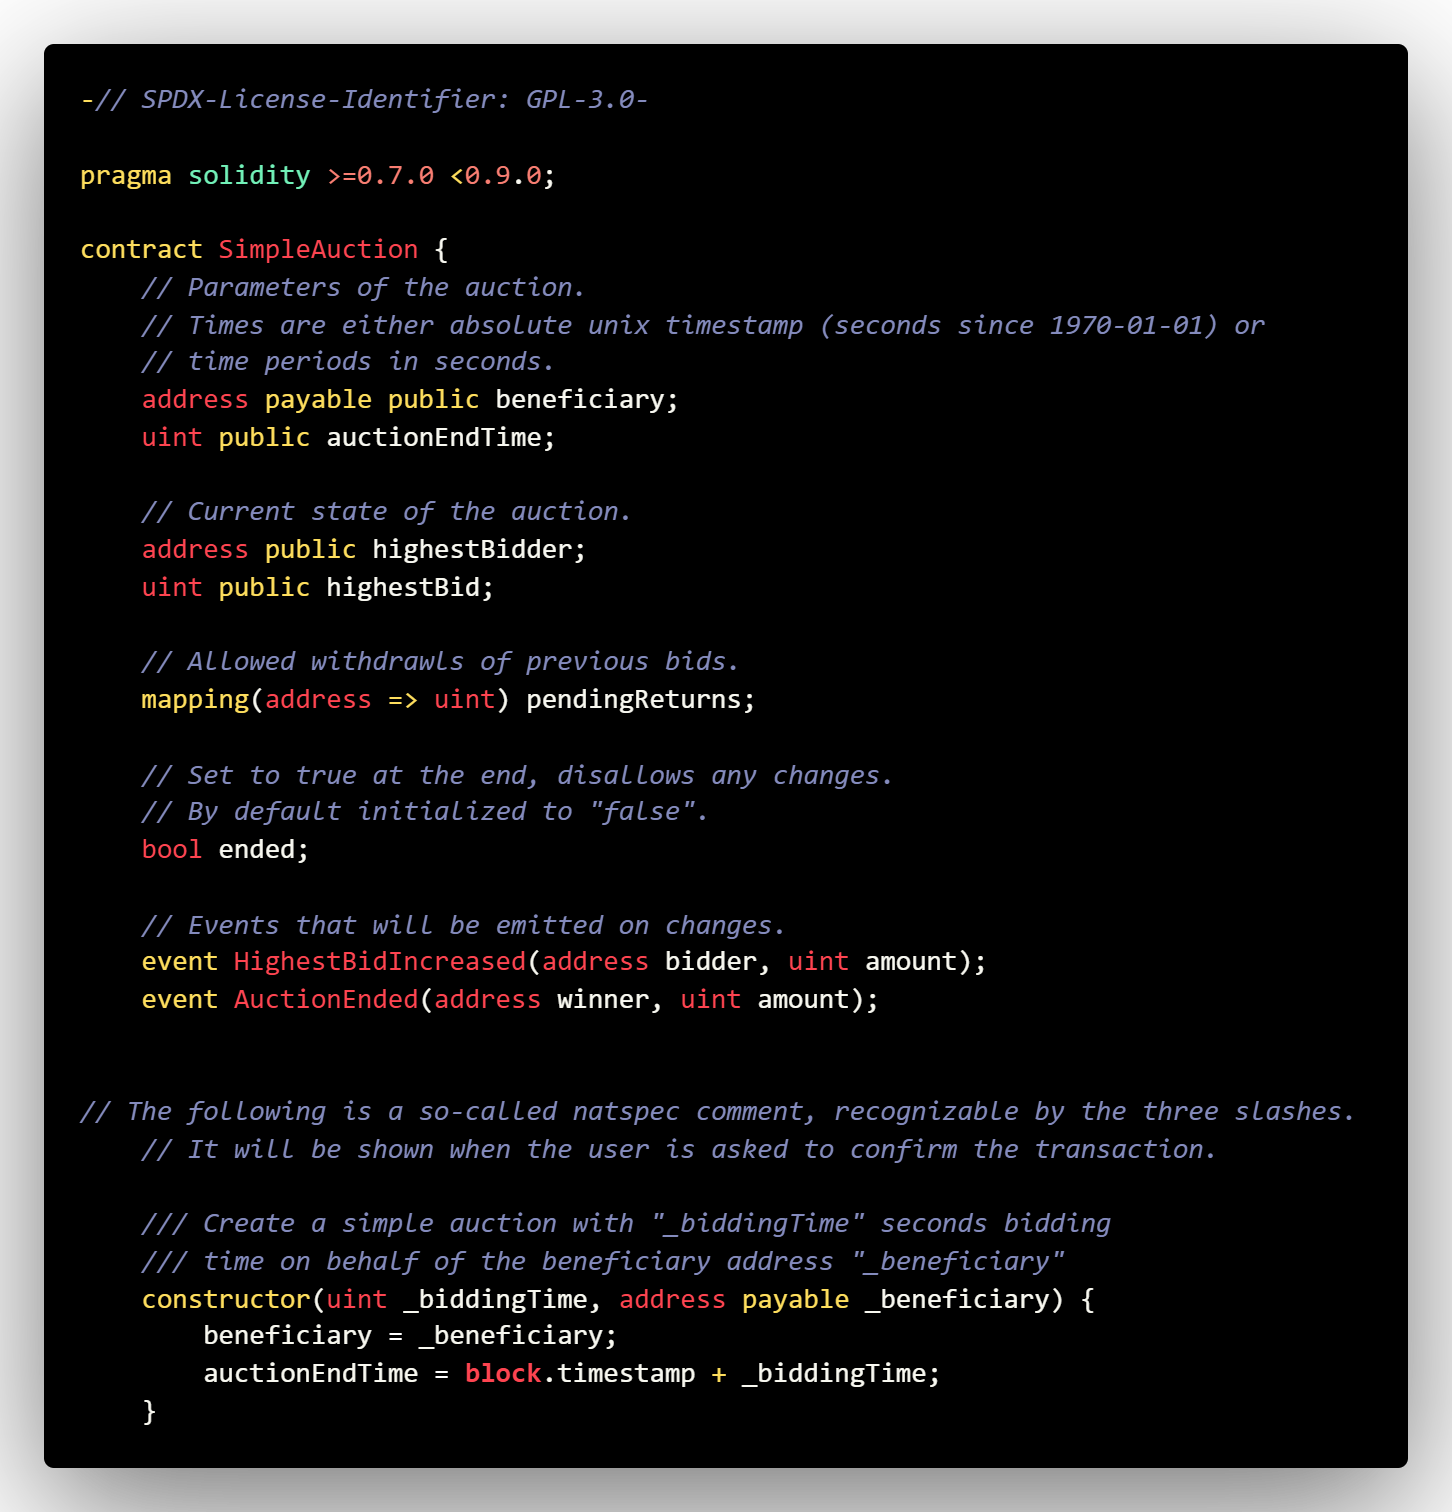 -// SPDX-License-Identifier: GPL-3.0-
pragma solidity >=0.7.0 <0.9.0;
contract SimpleAuction {
// Parameters of the auction.
// Times are either absolute unix timestamp (seconds since 1970-01-01) or
// time periods in seconds.
address payable public beneficiary;
uint public auctionEndTime;
// Current state of the auction.
address public highestBidder;
uint public highestBid;
// Allowed withdrawls of previous bids.
mapping(address => uint) pendingReturns;
// Set to true at the end, disallows any changes.
// By default initialized to "false".
bool ended;
// Events that will be emitted on changes.
event HighestBidIncreased(address bidder, uint amount);
event AuctionEnded(address winner, uint amount);
// The following is a so-called natspec comment, recognizable by the three slashes.
// It will be shown when the user is asked to confirm the transaction.
/// Create a simple auction with "_biddingTime" seconds bidding
/// time on behalf of the beneficiary address "_beneficiary"
constructor(uint _biddingTime, address payable _beneficiary) {
beneficiary = _beneficiary;
auctionEndTime = block.timestamp + _biddingTime;
}